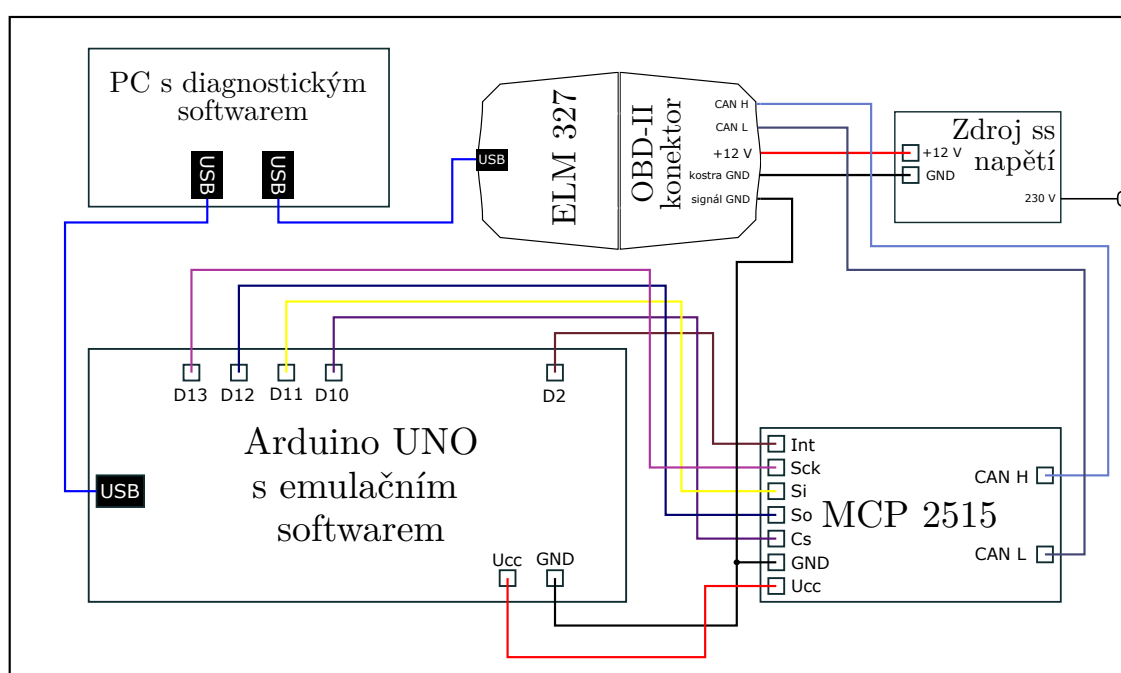 PC s diagnostickým
softwarem
USB
USB
USB
ELM 327
OBD-II
konektor
CAN H
CAN L
+12 V
kostra GND
signál GND
Zdroj ss
napětí
+12 V
GND
230 V
D13
D12
D11
D10
D2
Arduino UNO
s emulačním
softwarem
USB
Ucc
GND
Int
Sck
Si
So
Cs
GND
Ucc
MCP 2515
CAN H
CAN L